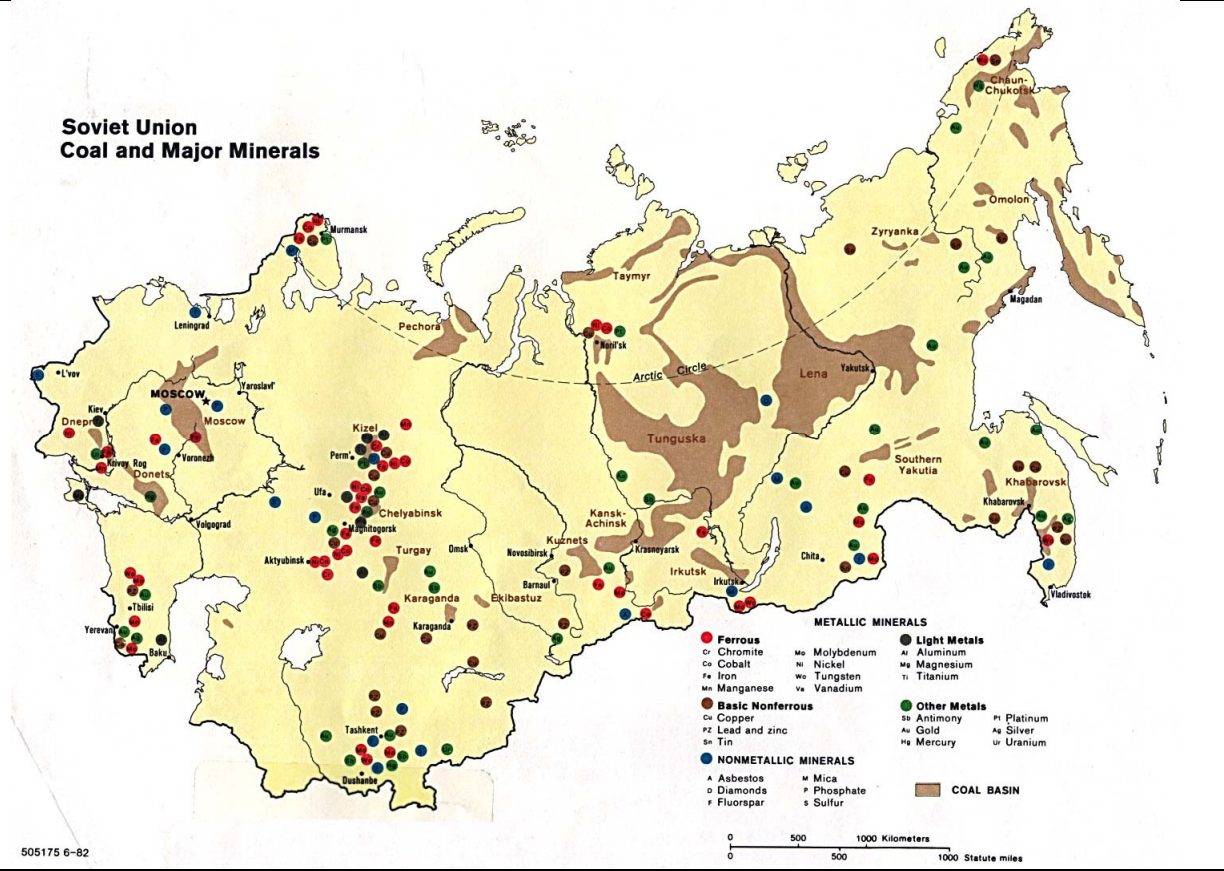 Soviet Union
Coal and Major Minerals
Chaun-
Chukotsk
Omolon
Zyryanka
Magadan
Murmansk
Taymyr
Pechora
Leningrad
Noril'sk
Arctic Circle
Lena
Yakutsk
L'vov
MOSCOW
Yaroslavl'
Kiev
Dnepr
Moscow
Kizel
Tunguska
Perm'
Krivoy Rog
Voronezh
Donets
Southern
Yakutia
Ufa
Chelyabinsk
Khabarovsk
Khabarovsk
Volgograd
Magnitogorsk
Kansk-
Achinsk
Kuznets
Krasnoyarsk
Omsk
Novosibirsk
Aktyubinsk
Turgay
Chita
Irkutsk
Irkutsk
Barnaul
Karaganda
Ekibastuz
Vladivostok
Tbilisi
Karaganda
Yerevan
Baku
Tashkent
Dushanbe
METALLIC MINERALS
Ferrous
Cr Chromite
Co Cobalt
Fe Iron
Mn Manganese
Mo Molybdenum
Ni Nickel
Wo Tungsten
Va Vanadium
Light Metals
Al Aluminum
Mg Magnesium
Ti Titanium
Basic Nonferrous
Cu Copper
PZ Lead and zinc
Sn Tin
Other Metals
Sb Antimony
Au Gold
Hg Mercury
Pt Platinum
Ag Silver
Ur Uranium
NONMETALLIC MINERALS
A Asbestos
D Diamonds
F Fluorspar
M Mica
P Phosphate
S Sulfur
COAL BASIN
0 500 1000 Kilometers
0 500 1000 Statute miles
505175 6-82